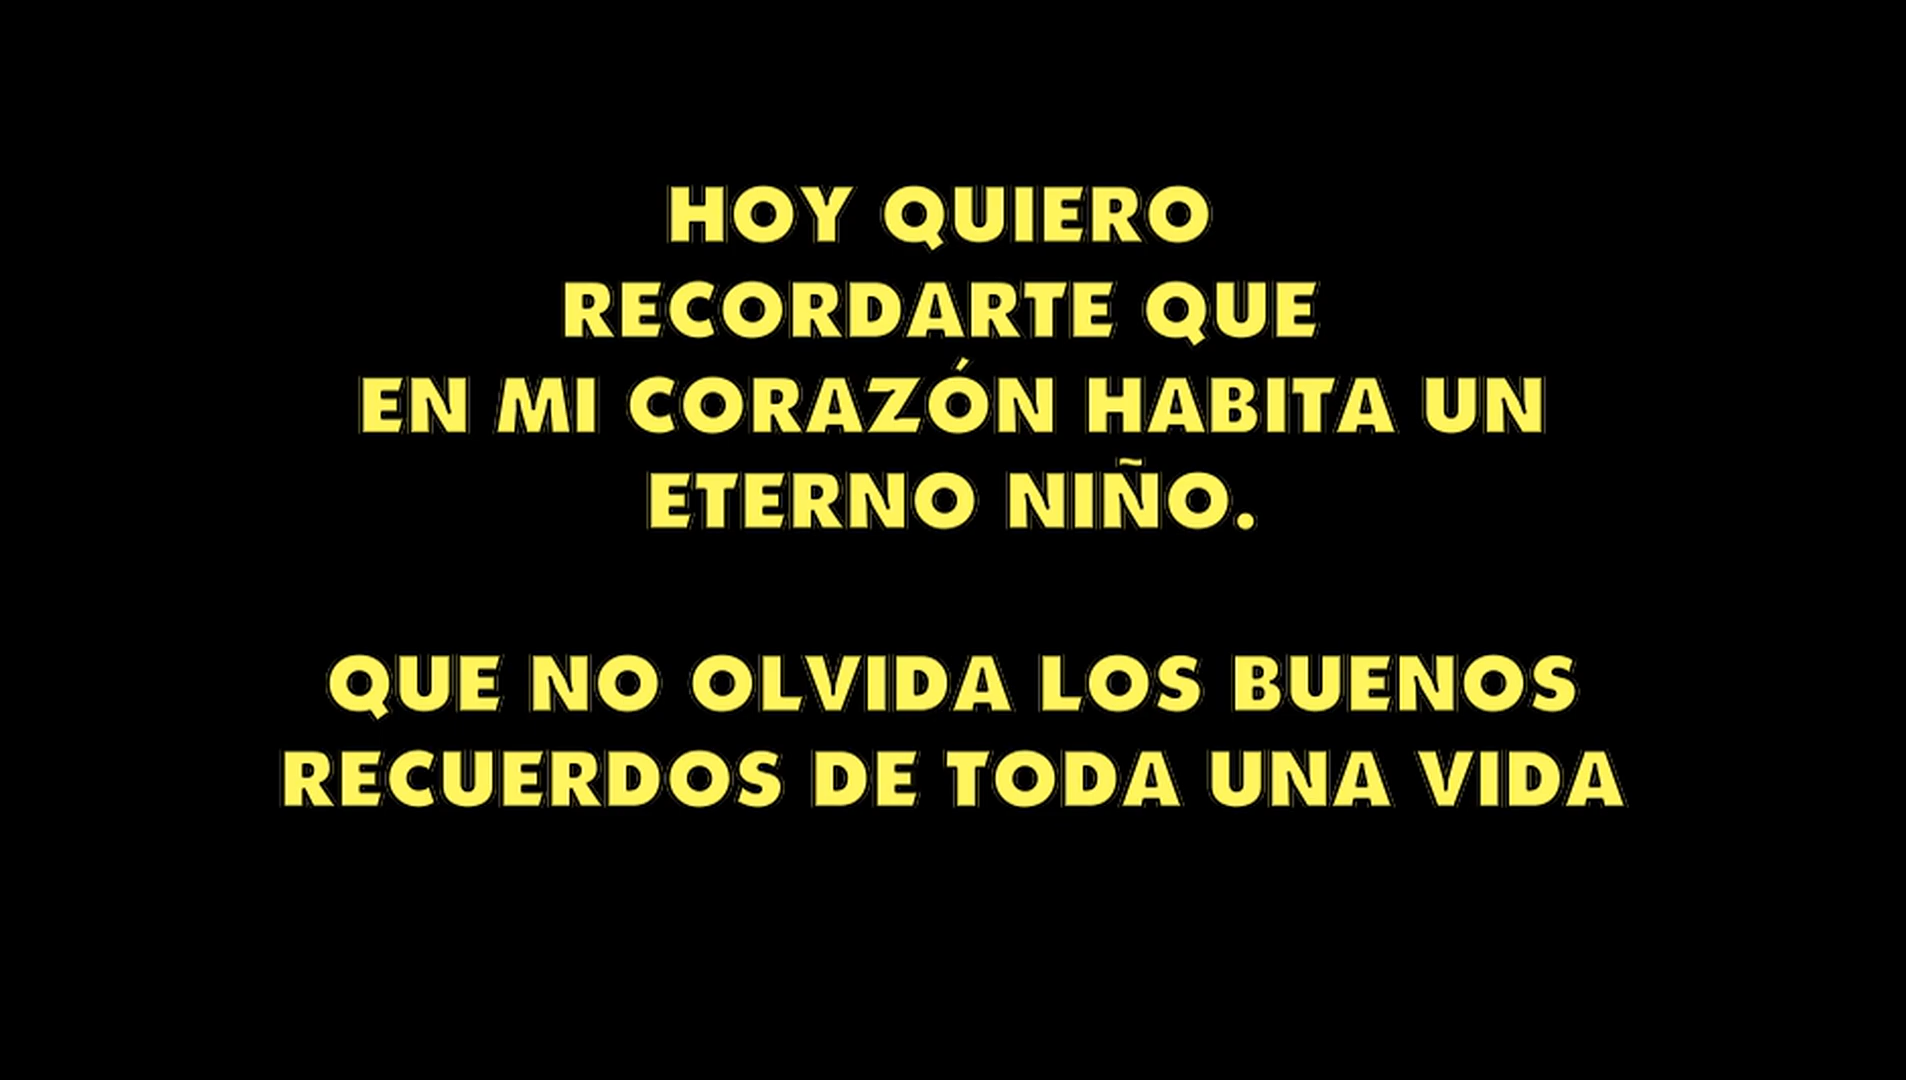 HOY QUIERO
RECORDARTE QUE
EN MI CORAZÓN HABITA UN
ETERNO NIÑO.
QUE NO OLVIDA LOS BUENOS
RECUERDOS DE TODA UNA VIDA